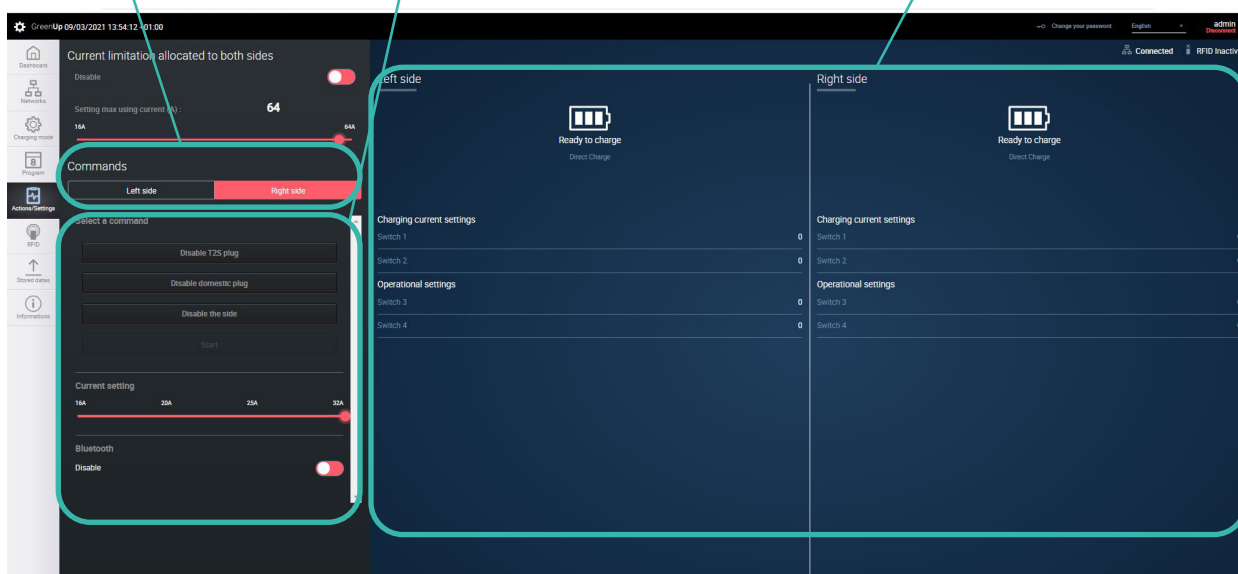 GreenUp 09/03/2021 13:54:12 +01:00
Change your password English admin
Disconnect
Connected RFID Inactiv
Dashboard
Networks
Charging mode
8
Program
Actions/Settings
RFID
Stored datas
Informations
Current limitation allocated to both sides
Disable
Setting max using current (A) : 64
16A 64A
Commands
Left side Right side
Select a command
Disable T2S plug
Disable domestic plug
Disable the side
Start
Current setting
16A 20A 25A 32A
Bluetooth
Disable
Left side
Ready to charge
Direct Charge
Charging current settings
Switch 1 0
Switch 2 0
Operational settings
Switch 3 0
Switch 4 0
Right side
Ready to charge
Direct Charge
Charging current settings
Switch 1
Switch 2
Operational settings
Switch 3
Switch 4